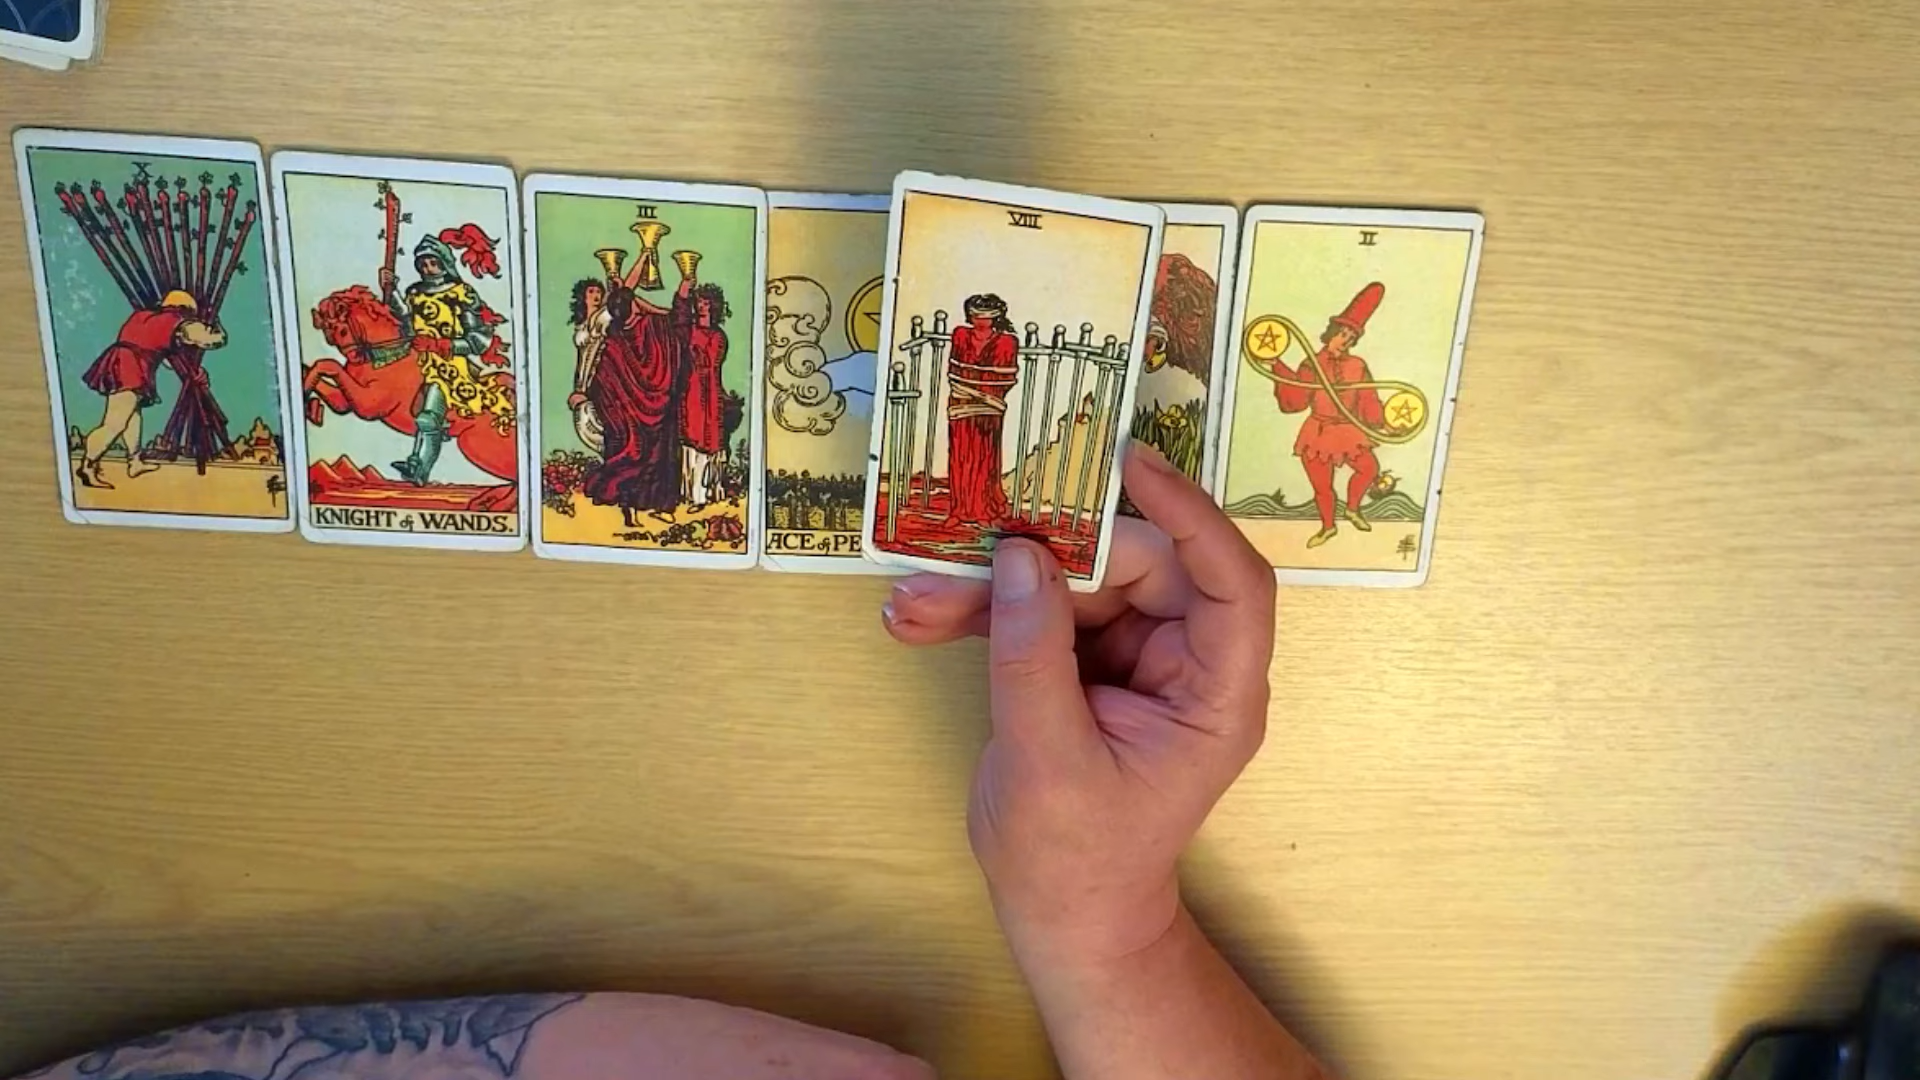 X
KNIGHT of WANDS.
III
ACE of PE
VIII
II